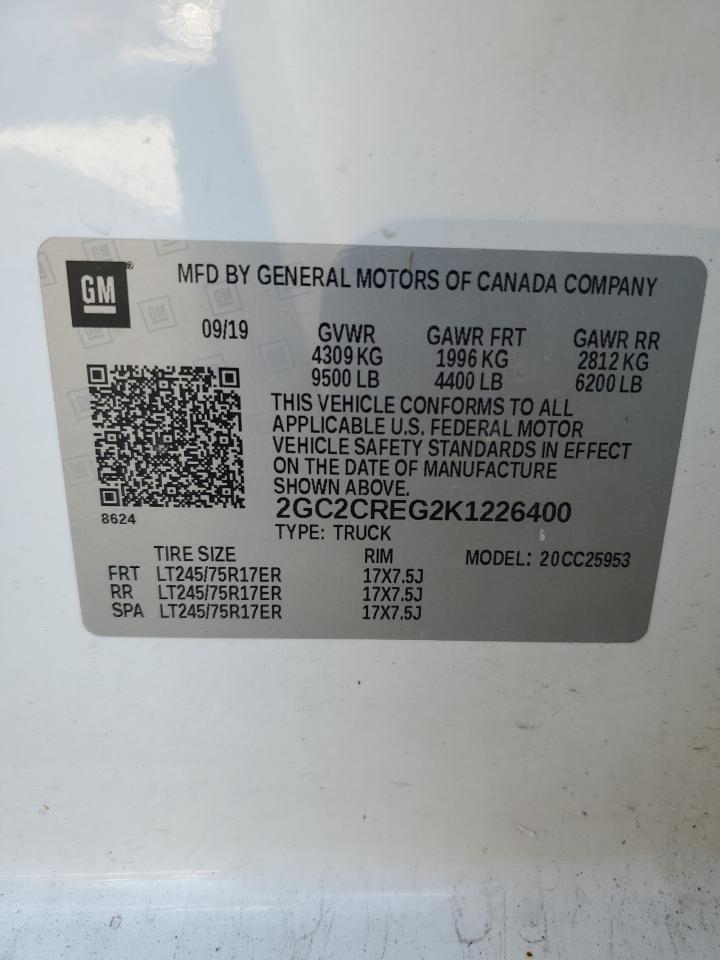 GM
MFD BY GENERAL MOTORS OF CANADA COMPANY
09/19 GVWR GAWR FRT GAWR RR
4309 KG 1996 KG 2812 KG
9500 LB 4400 LB 6200 LB
THIS VEHICLE CONFORMS TO ALL
APPLICABLE U.S. FEDERAL MOTOR
VEHICLE SAFETY STANDARDS IN EFFECT
ON THE DATE OF MANUFACTURE
SHOWN ABOVE.
8624
2GC2CREG2K1226400
TYPE: TRUCK
TIRE SIZE RIM MODEL: 20CC25953
FRT LT245/75R17ER 17X7.5J
RR LT245/75R17ER 17X7.5J
SPA LT245/75R17ER 17X7.5J